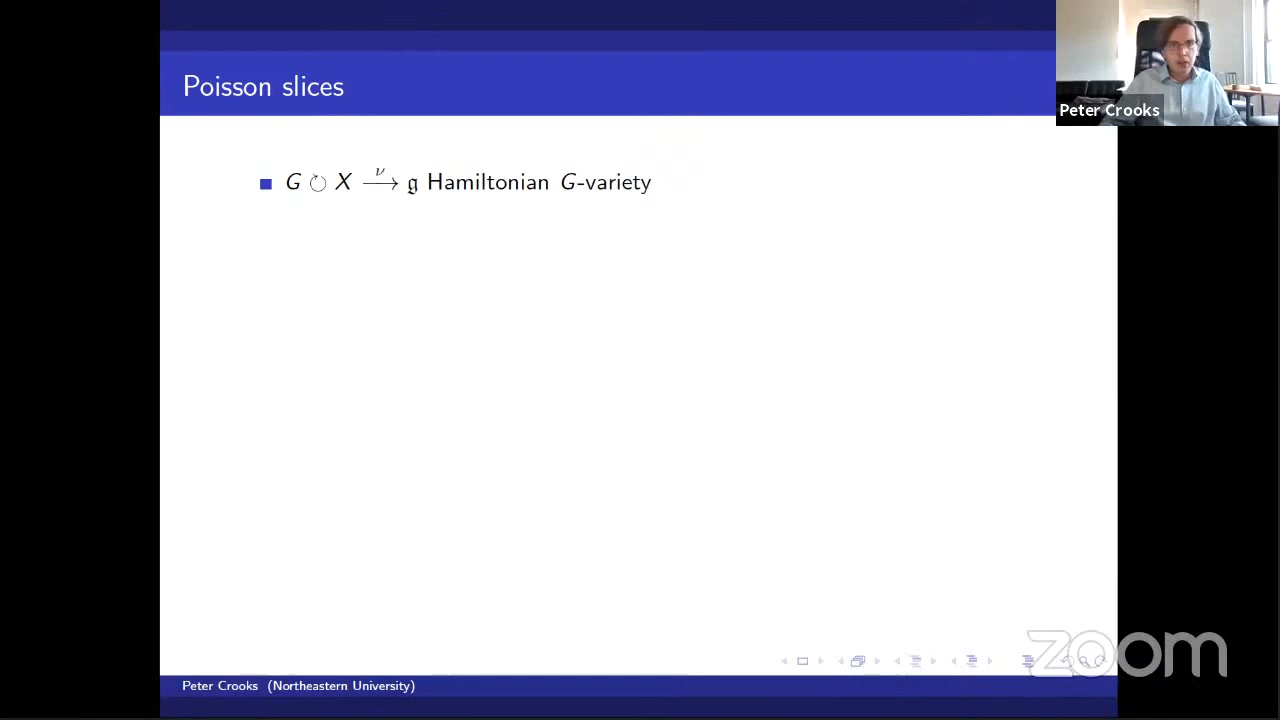 Poisson slices
Peter Crooks
G ↻ X —ν→ 𝔤 Hamiltonian G-variety
zoom
Peter Crooks (Northeastern University)